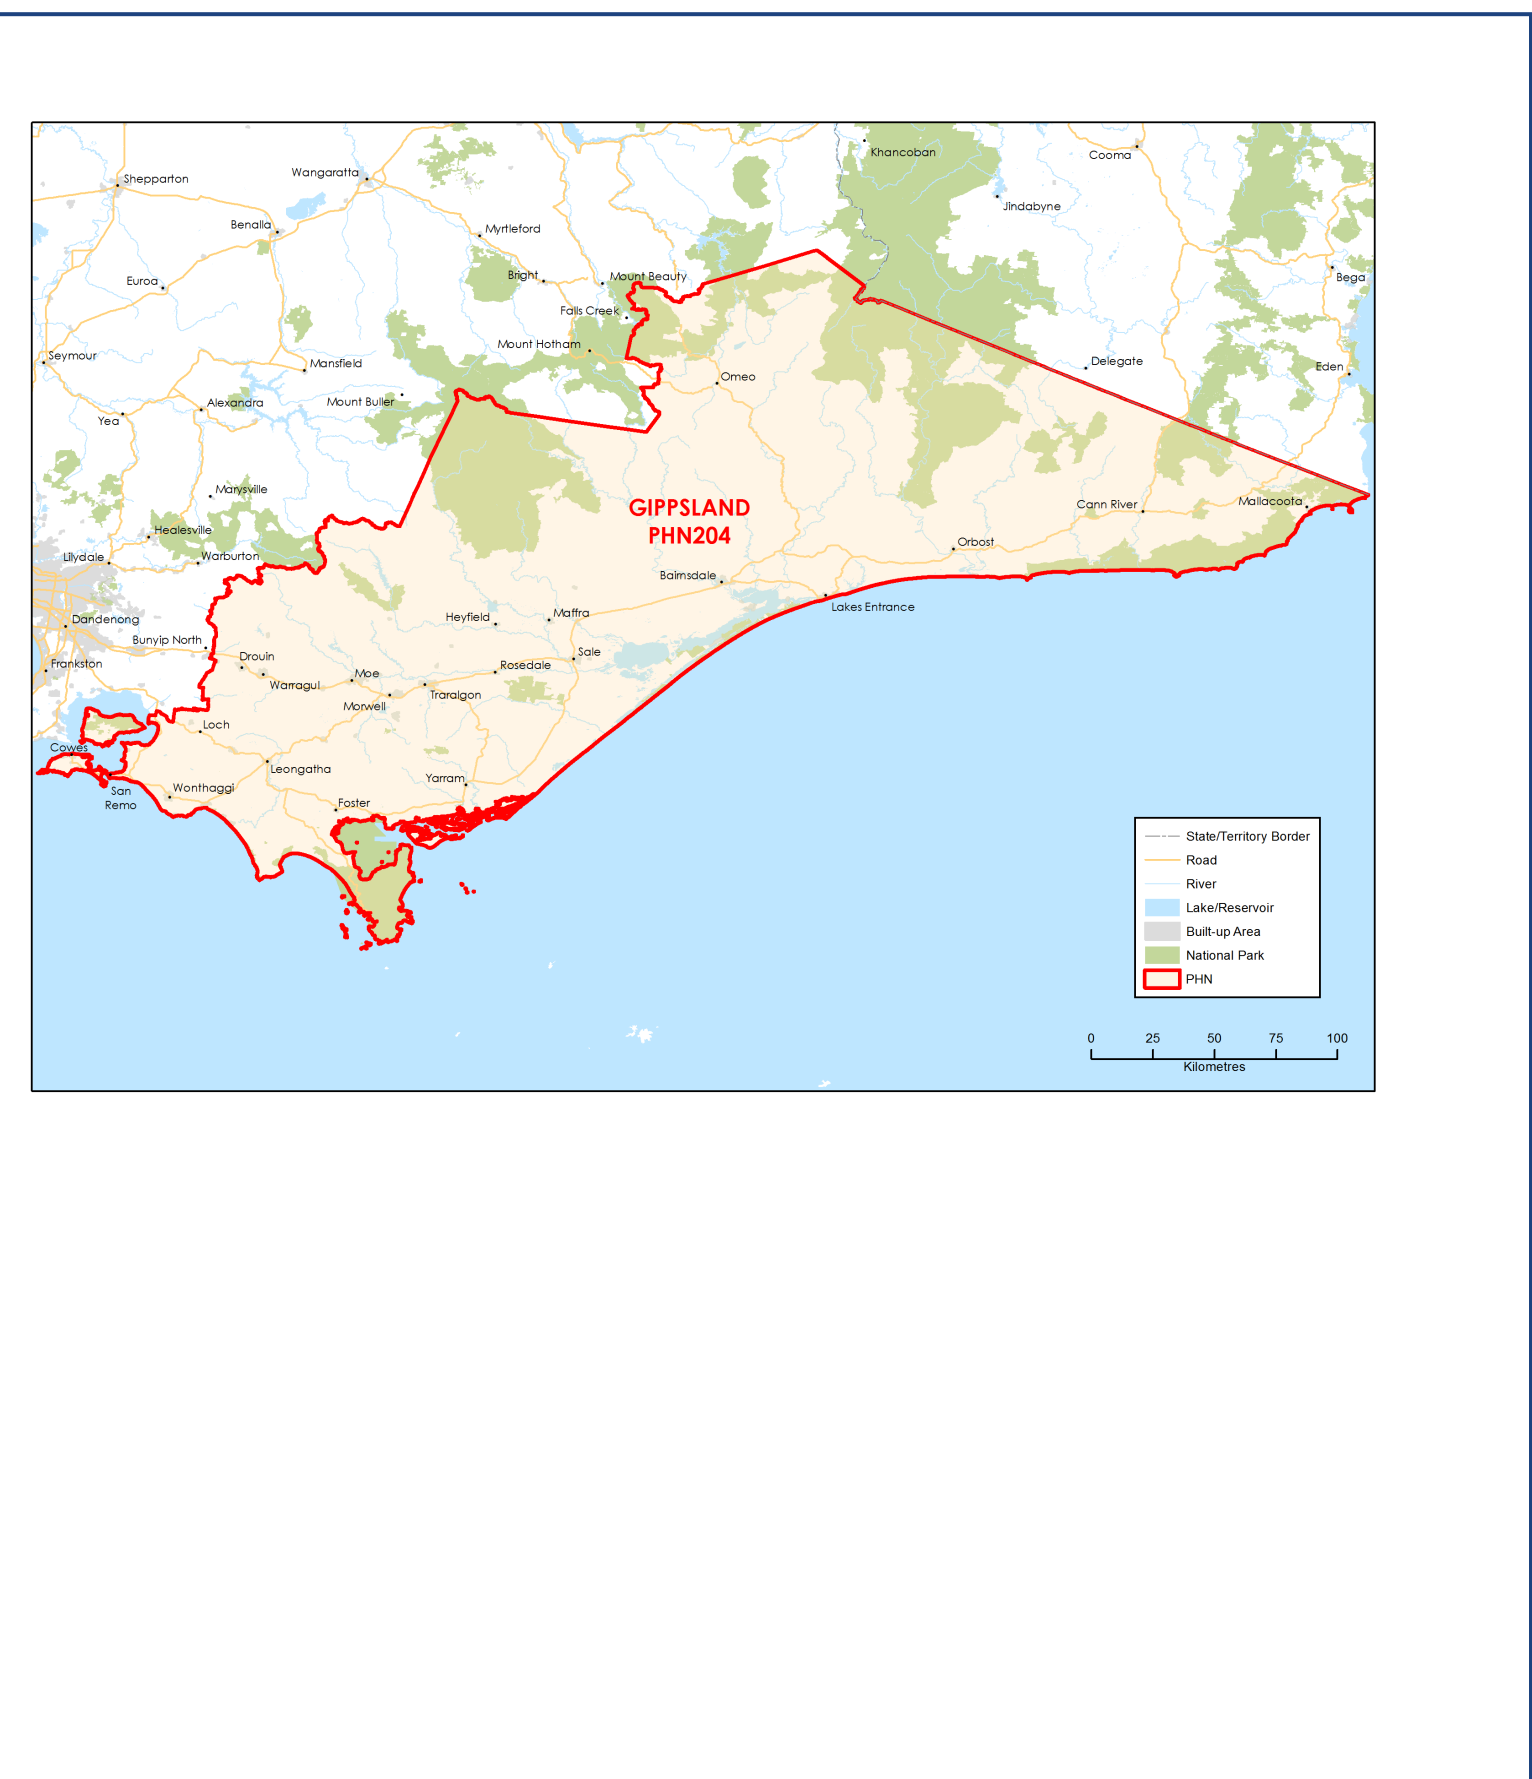 Khancoban
Cooma
Shepparton
Wangaratta
Jindabyne
Benalla
Myrtleford
Euroa
Bright
Mount Beauty
Bega
Falls Creek
Seymour
Mount Hotham
Mansfield
Delegate
Eden
Omeo
Alexandra
Mount Buller
Yea
Marysville
GIPPSLAND
PHN204
Cann River
Mallacoota
Healesville
Lilydale
Warburton
Orbost
Bairnsdale
Lakes Entrance
Heyfield
Maffra
Dandenong
Bunyip North
Sale
Drouin
Frankston
Rosedale
Moe
Warragul
Traralgon
Morwell
Loch
Cowes
Leongatha
Yarram
San
Remo
Wonthaggi
Foster
State/Territory Border
Road
River
Lake/Reservoir
Built-up Area
National Park
PHN
0 25 50 75 100
Kilometres